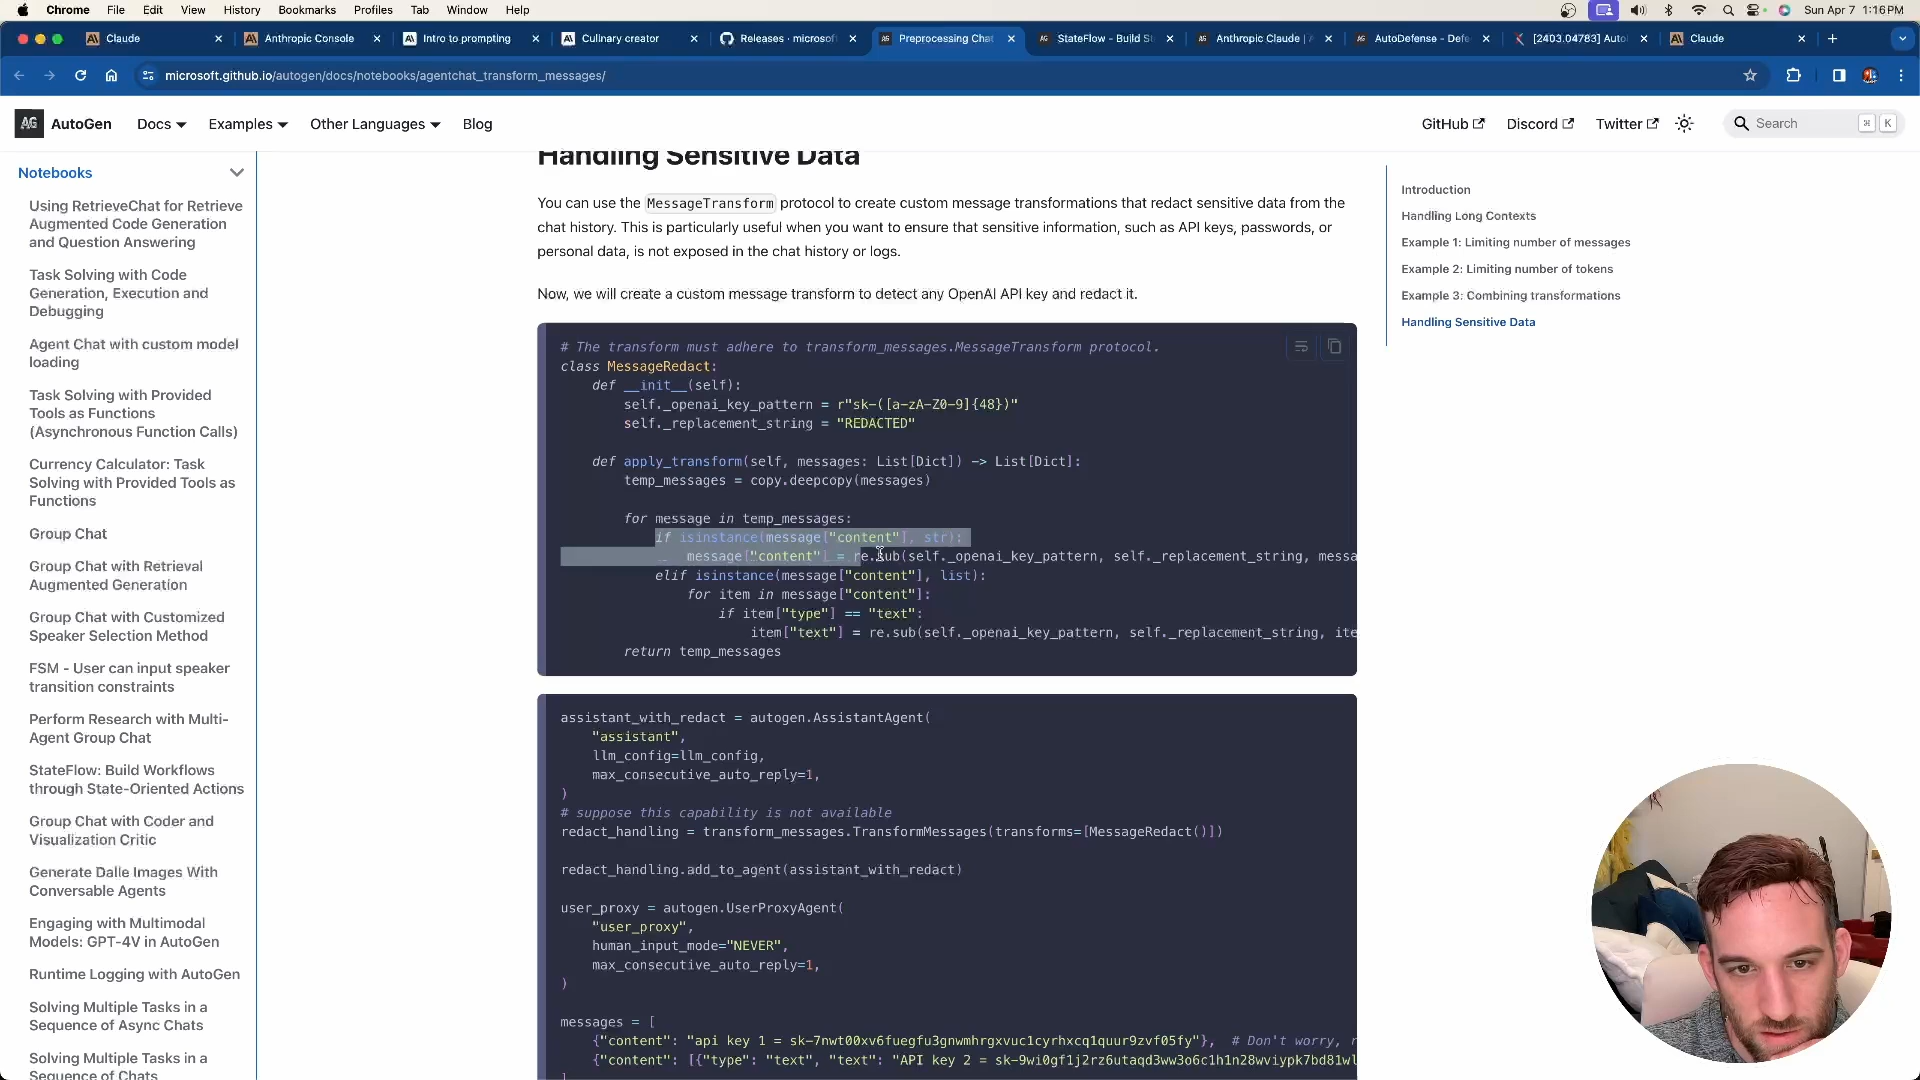 Chrome File Edit View History Bookmarks Profiles Tab Window Help Sun Apr 7 1:16 PM
Claude Anthropic Console Intro to prompting Culinary creator Releases · microsof Preprocessing Chat StateFlow - Build St Anthropic Claude | A AutoDefense - Defe [2403.04783] Auto Claude
microsoft.github.io/autogen/docs/notebooks/agentchat_transform_messages/
AG AutoGen Docs Examples Other Languages Blog GitHub Discord Twitter Search ⌘ K
Notebooks
Using RetrieveChat for Retrieve
Augmented Code Generation
and Question Answering
Task Solving with Code
Generation, Execution and
Debugging
Agent Chat with custom model
loading
Task Solving with Provided
Tools as Functions
(Asynchronous Function Calls)
Currency Calculator: Task
Solving with Provided Tools as
Functions
Group Chat
Group Chat with Retrieval
Augmented Generation
Group Chat with Customized
Speaker Selection Method
FSM - User can input speaker
transition constraints
Perform Research with Multi-
Agent Group Chat
StateFlow: Build Workflows
through State-Oriented Actions
Group Chat with Coder and
Visualization Critic
Generate Dalle Images With
Conversable Agents
Engaging with Multimodal
Models: GPT-4V in AutoGen
Runtime Logging with AutoGen
Solving Multiple Tasks in a
Sequence of Async Chats
Solving Multiple Tasks in a
Sequence of Chats
Handling Sensitive Data
You can use the MessageTransform protocol to create custom message transformations that redact sensitive data from the
chat history. This is particularly useful when you want to ensure that sensitive information, such as API keys, passwords, or
personal data, is not exposed in the chat history or logs.
Now, we will create a custom message transform to detect any OpenAI API key and redact it.
# The transform must adhere to transform_messages.MessageTransform protocol.
class MessageRedact:
    def __init__(self):
        self._openai_key_pattern = r"sk-([a-zA-Z0-9]{48})"
        self._replacement_string = "REDACTED"
    def apply_transform(self, messages: List[Dict]) -> List[Dict]:
        temp_messages = copy.deepcopy(messages)
        for message in temp_messages:
            if isinstance(message["content"], str):
                message["content"] = re.sub(self._openai_key_pattern, self._replacement_string, messa
            elif isinstance(message["content"], list):
                for item in message["content"]:
                    if item["type"] == "text":
                        item["text"] = re.sub(self._openai_key_pattern, self._replacement_string, ite
        return temp_messages
assistant_with_redact = autogen.AssistantAgent(
    "assistant",
    llm_config=llm_config,
    max_consecutive_auto_reply=1,
)
# suppose this capability is not available
redact_handling = transform_messages.TransformMessages(transforms=[MessageRedact()])
redact_handling.add_to_agent(assistant_with_redact)
user_proxy = autogen.UserProxyAgent(
    "user_proxy",
    human_input_mode="NEVER",
    max_consecutive_auto_reply=1,
)
messages = [
    {"content": "api key 1 = sk-7nwt00xv6fuegfu3gnwmhrgxvuc1cyrhxcq1quur9zvf05fy"},  # Don't worry, r
    {"content": [{"type": "text", "text": "API key 2 = sk-9wi0gf1j2rz6utaqd3ww3o6c1h1n28wviypk7bd81wl
]
Introduction
Handling Long Contexts
Example 1: Limiting number of messages
Example 2: Limiting number of tokens
Example 3: Combining transformations
Handling Sensitive Data